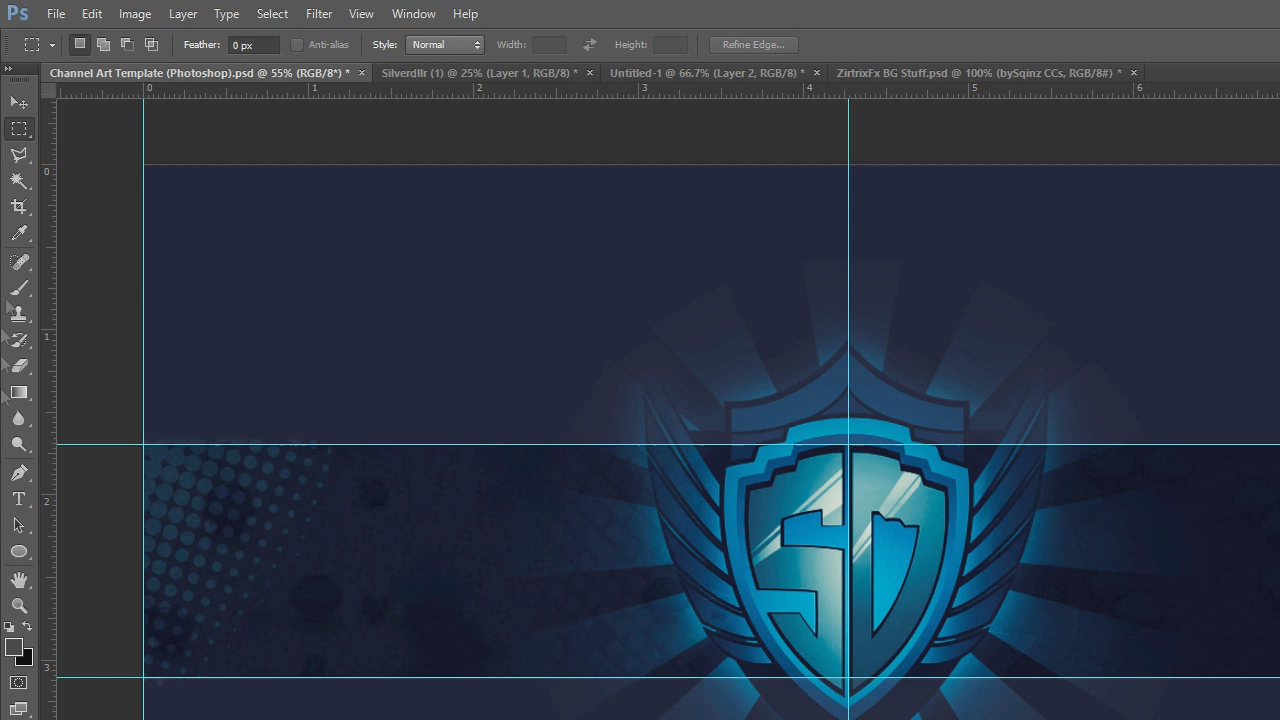 Ps File Edit Image Layer Type Select Filter View Window Help
Feather: 0 px Anti-alias Style: Normal Width: Height: Refine Edge...
Channel Art Template (Photoshop).psd @ 55% (RGB/8*) * × Silverdllr (1) @ 25% (Layer 1, RGB/8) * × Untitled-1 @ 66.7% (Layer 2, RGB/8) * × ZirtrixFx BG Stuff.psd @ 100% (bySqinz CCs, RGB/8#) * ×
0 1 2 3 4 5 6
0
1
2
3
SD